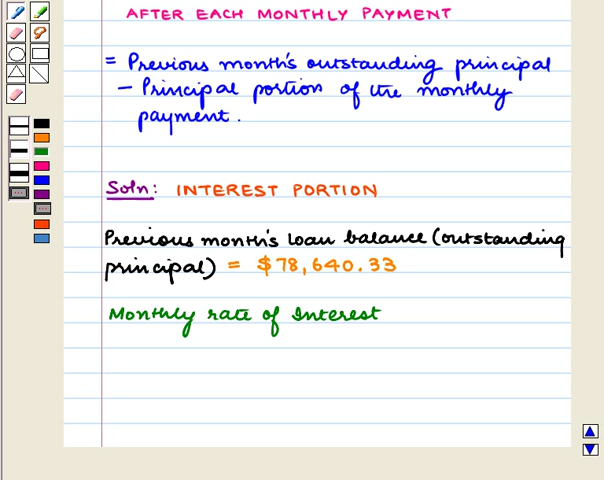 AFTER EACH MONTHLY PAYMENT
= Previous month's outstanding principal
- Principal portion of the monthly
payment.
Soln: INTEREST PORTION
Previous month's loan balance (outstanding
principal) = $78,640.33
Monthly rate of Interest